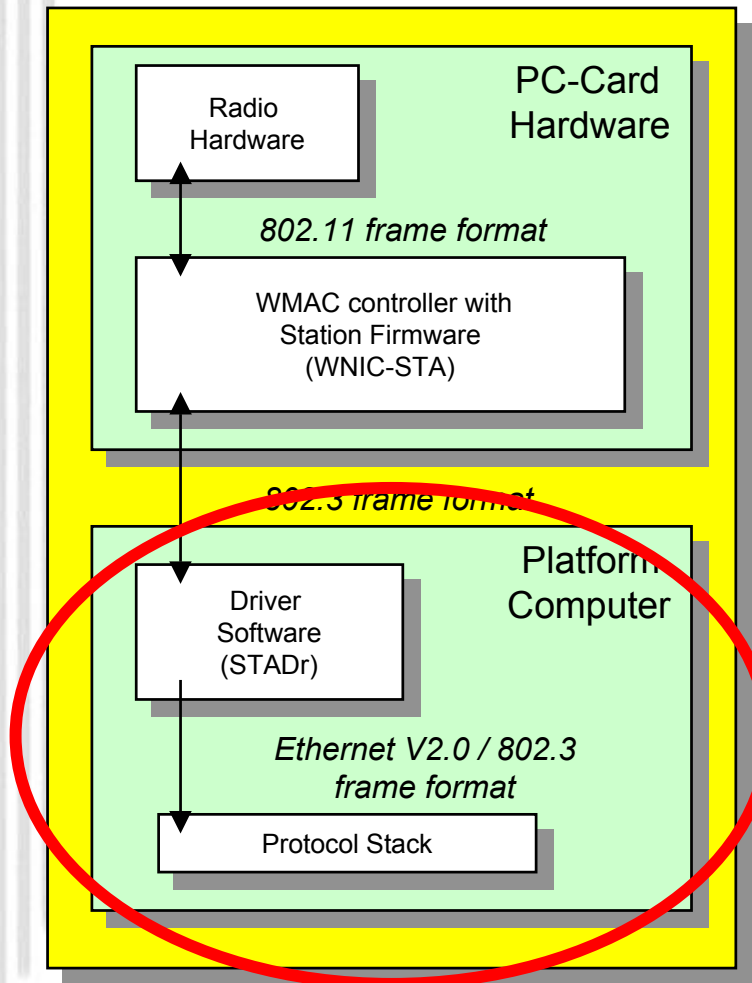 PC-Card
Hardware
Radio
Hardware
802.11 frame format
WMAC controller with
Station Firmware
(WNIC-STA)
802.3 frame format
Platform
Computer
Driver
Software
(STADr)
Ethernet V2.0 / 802.3
frame format
Protocol Stack